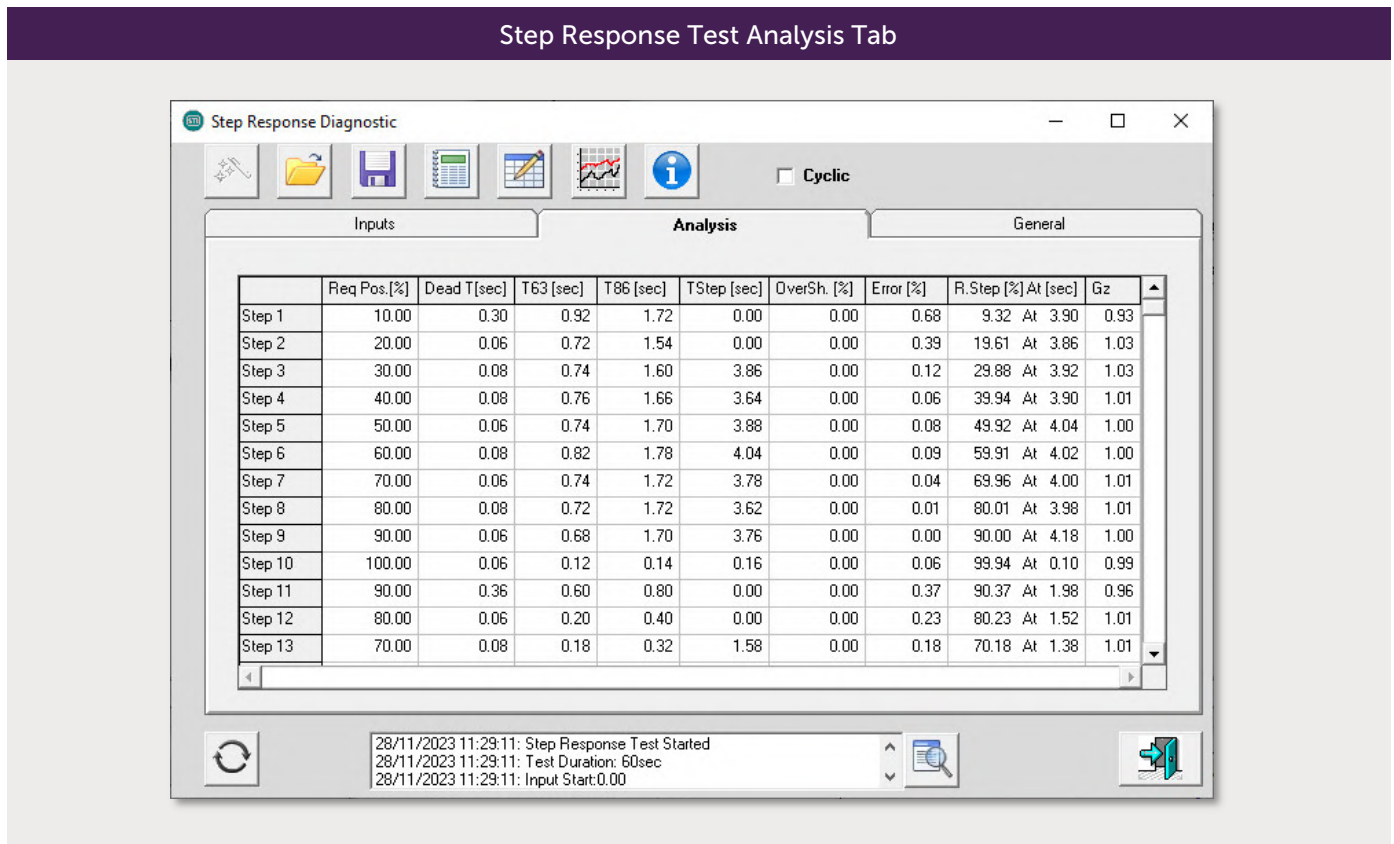 Step Response Test Analysis Tab
STI Step Response Diagnostic
Cyclic
Inputs Analysis General
Req Pos.[%] Dead T[sec] T63 [sec] T86 [sec] TStep [sec] OverSh. [%] Error [%] R.Step [%] At [sec] Gz
Step 1 10.00 0.30 0.92 1.72 0.00 0.00 0.68 9.32 At 3.90 0.93
Step 2 20.00 0.06 0.72 1.54 0.00 0.00 0.39 19.61 At 3.86 1.03
Step 3 30.00 0.08 0.74 1.60 3.86 0.00 0.12 29.88 At 3.92 1.03
Step 4 40.00 0.08 0.76 1.66 3.64 0.00 0.06 39.94 At 3.90 1.01
Step 5 50.00 0.06 0.74 1.70 3.88 0.00 0.08 49.92 At 4.04 1.00
Step 6 60.00 0.08 0.82 1.78 4.04 0.00 0.09 59.91 At 4.02 1.00
Step 7 70.00 0.06 0.74 1.72 3.78 0.00 0.04 69.96 At 4.00 1.01
Step 8 80.00 0.08 0.72 1.72 3.62 0.00 0.01 80.01 At 3.98 1.01
Step 9 90.00 0.06 0.68 1.70 3.76 0.00 0.00 90.00 At 4.18 1.00
Step 10 100.00 0.06 0.12 0.14 0.16 0.00 0.06 99.94 At 0.10 0.99
Step 11 90.00 0.36 0.60 0.80 0.00 0.00 0.37 90.37 At 1.98 0.96
Step 12 80.00 0.06 0.20 0.40 0.00 0.00 0.23 80.23 At 1.52 1.01
Step 13 70.00 0.08 0.18 0.32 1.58 0.00 0.18 70.18 At 1.38 1.01
28/11/2023 11:29:11: Step Response Test Started
28/11/2023 11:29:11: Test Duration: 60sec
28/11/2023 11:29:11: Input Start:0.00